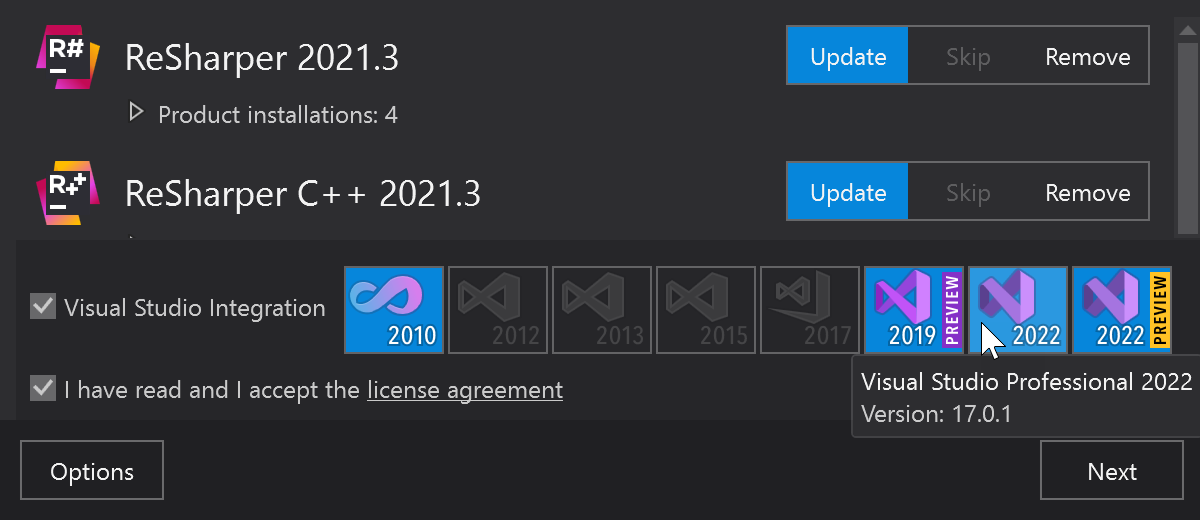 R#
ReSharper 2021.3
Update
Skip
Remove
Product installations: 4
R++
ReSharper C++ 2021.3
Update
Skip
Remove
Visual Studio Integration
2010
2012
2013
2015
2017
2019
PREVIEW
2022
2022
PREVIEW
I have read and I accept the license agreement
Visual Studio Professional 2022
Version: 17.0.1
Options
Next